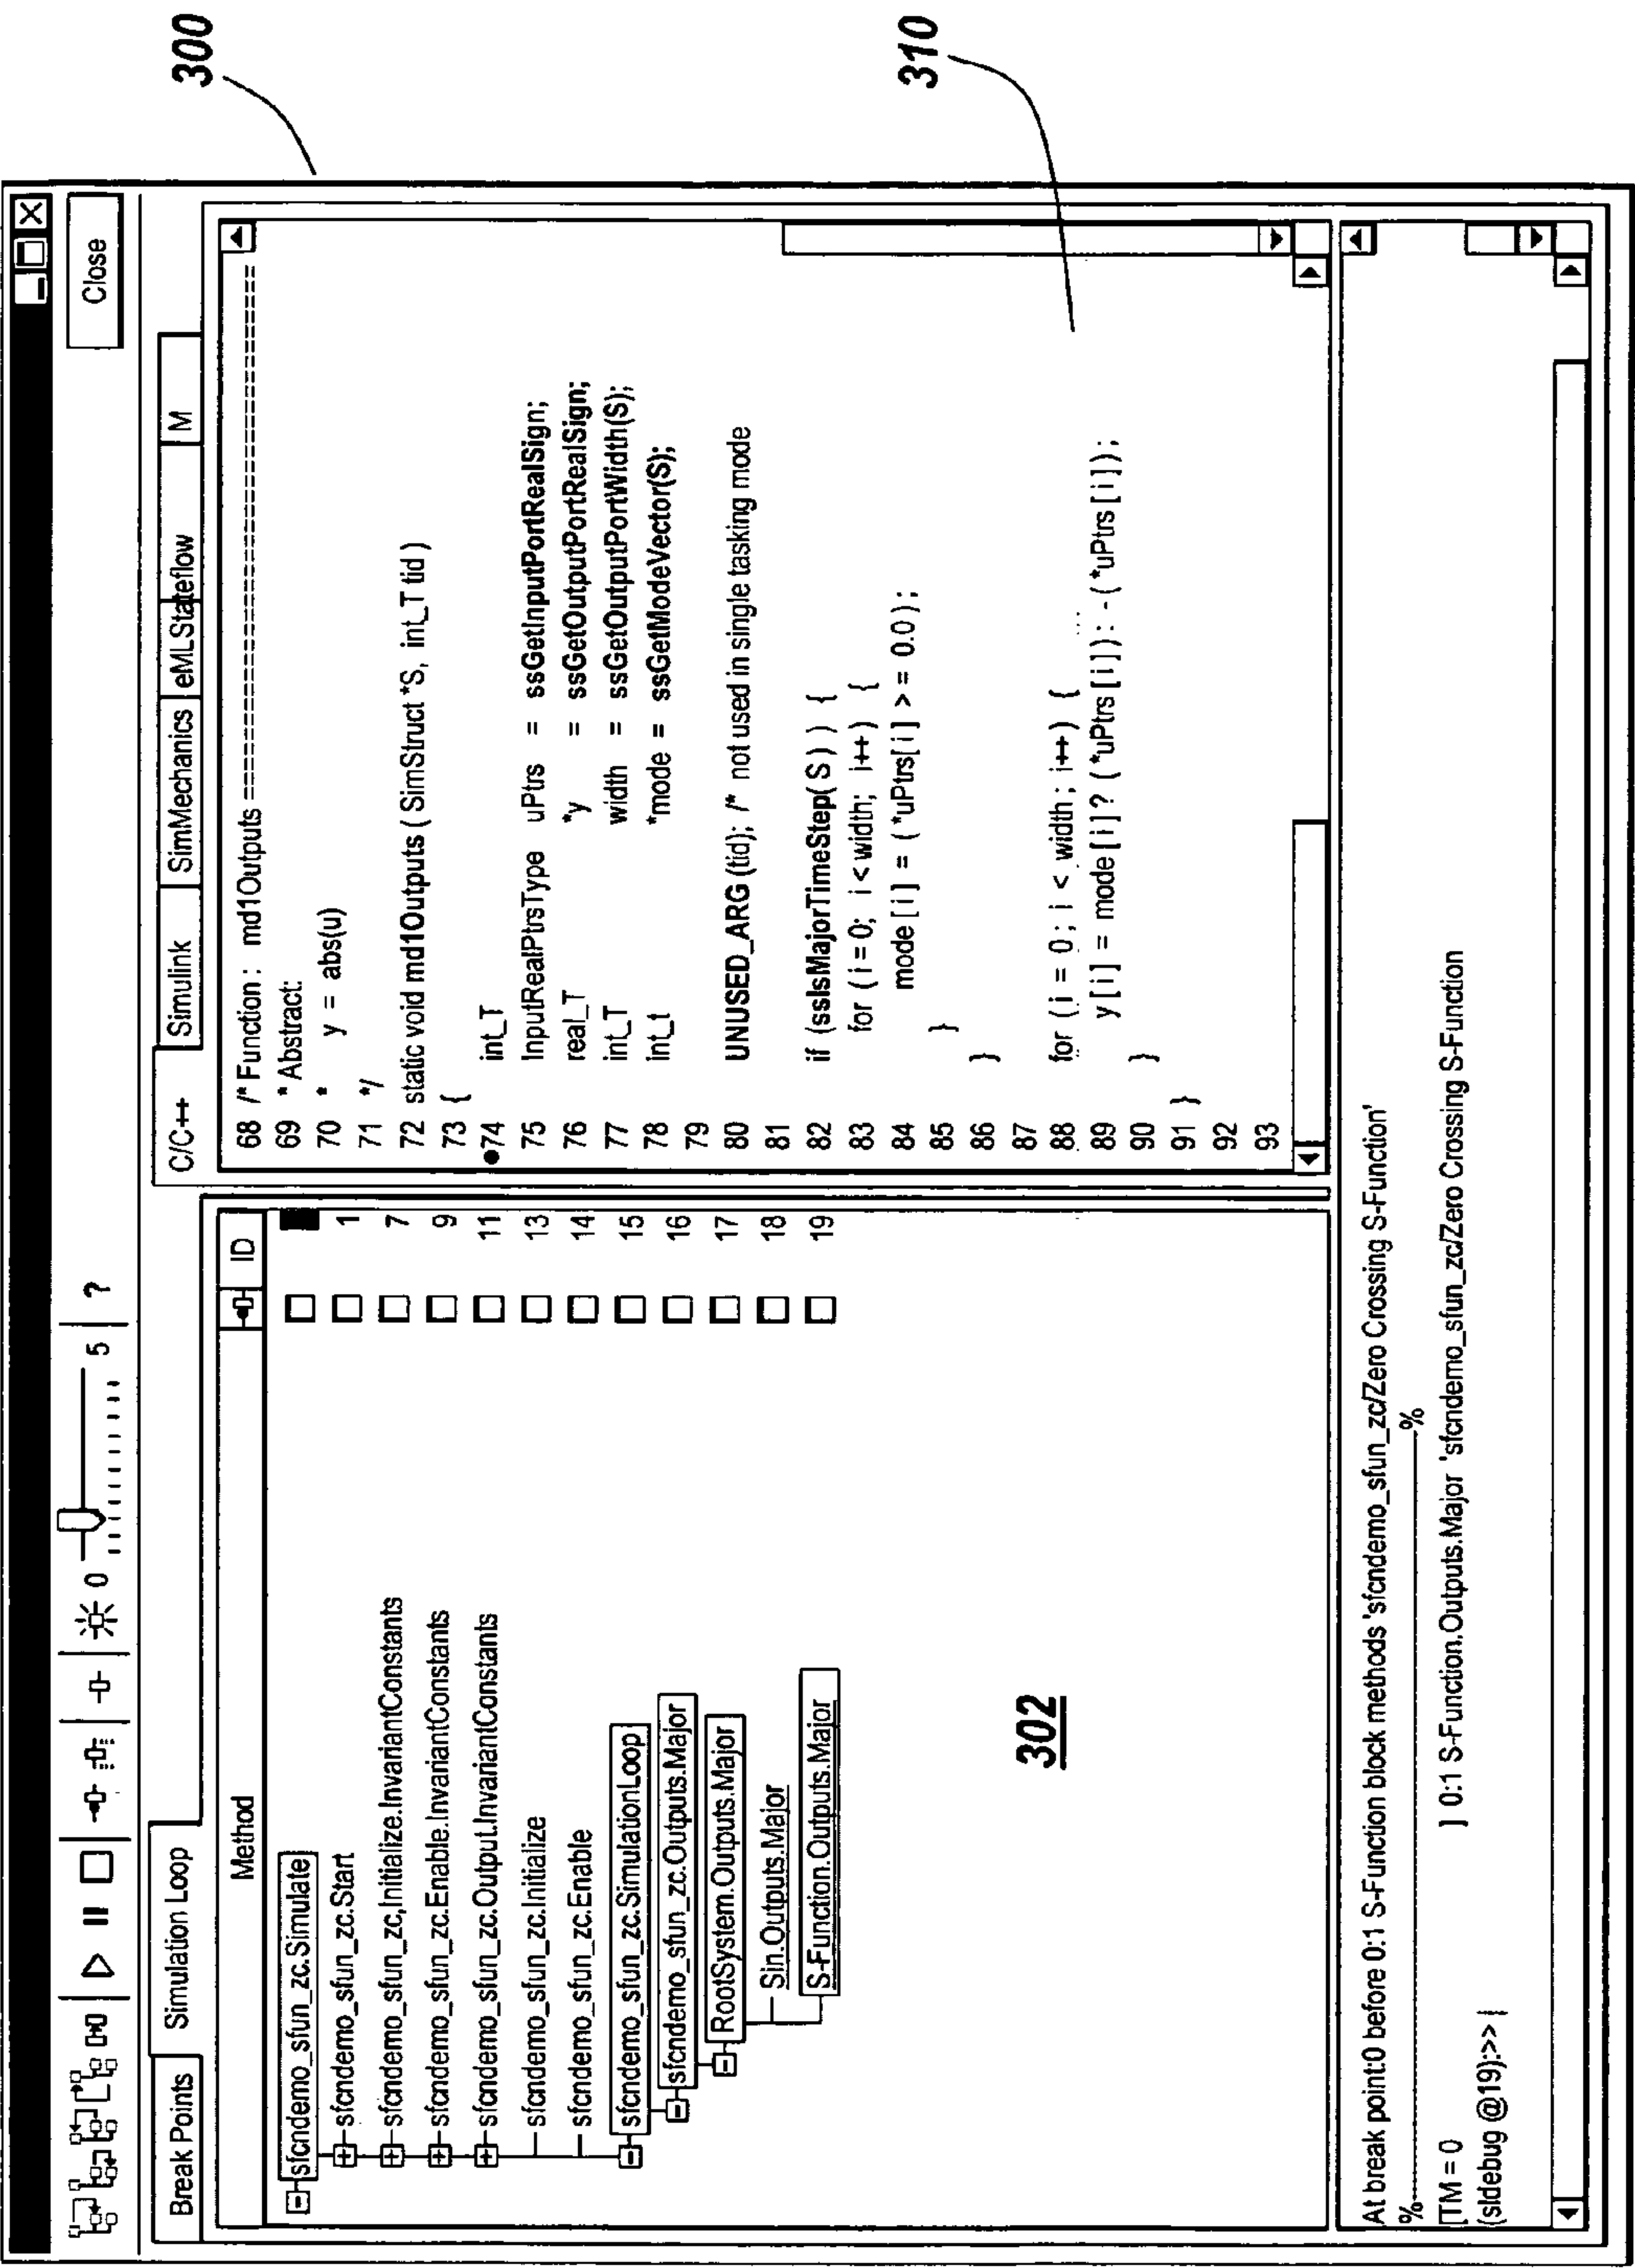 300
Close
0 5 ?
Break Points Simulation Loop
Method ID
sfcndemo_sfun_zc.Simulate
sfcndemo_sfun_zc.Start 1
sfcndemo_sfun_zc,Initialize.InvariantConstants 7
sfcndemo_sfun_zc.Enable.InvariantConstants 9
sfcndemo_sfun_zc.Output.InvariantConstants 11
sfcndemo_sfun_zc.Initialize 13
sfcndemo_sfun_zc.Enable 14
sfcndemo_sfun_zc.SimulationLoop 15
sfcndemo_sfun_zc.Outputs.Major 16
RootSystem.Outputs.Major 17
Sin.Outputs.Major 18
S-Function.Outputs.Major 19
302
C/C++ Simulink SimMechanics eMLStateflow M
68 /* Function : md1Outputs ==========================================
69 * Abstract:
70 * y = abs(u)
71 */
72 static void md1Outputs ( SimStruct *S, int_T tid )
73 {
●74 int_T
75 InputRealPtrsType uPtrs = ssGetInputPortRealSign;
76 real_T *y = ssGetOutputPortRealSign;
77 int_T width = ssGetOutputPortWidth(S);
78 int_t *mode = ssGetModeVector(S);
79
80 UNUSED_ARG (tid); /* not used in single tasking mode
81
82 if (ssIsMajorTimeStep( S ) ) {
83 for ( i = 0; i < width; i++) {
84 mode [ i ] = ( *uPtrs[ i ] > = 0.0 );
85 }
86 }
87
88 for ( i = 0 ; i < width ; i++) {
89 y [ i ] = mode [ i ] ? ( *uPtrs [ i ] ) : - ( *uPtrs [ i ] ) ;
90 }
91 }
92
93
310
At break point:0 before 0:1 S-Function block methods 'sfcndemo_sfun_zc/Zero Crossing S-Function'
%----------------------------------------------------%
[TM = 0 ] 0:1 S-Function.Outputs.Major 'sfcndemo_sfun_zc/Zero Crossing S-Function
(sldebug @19):>> |